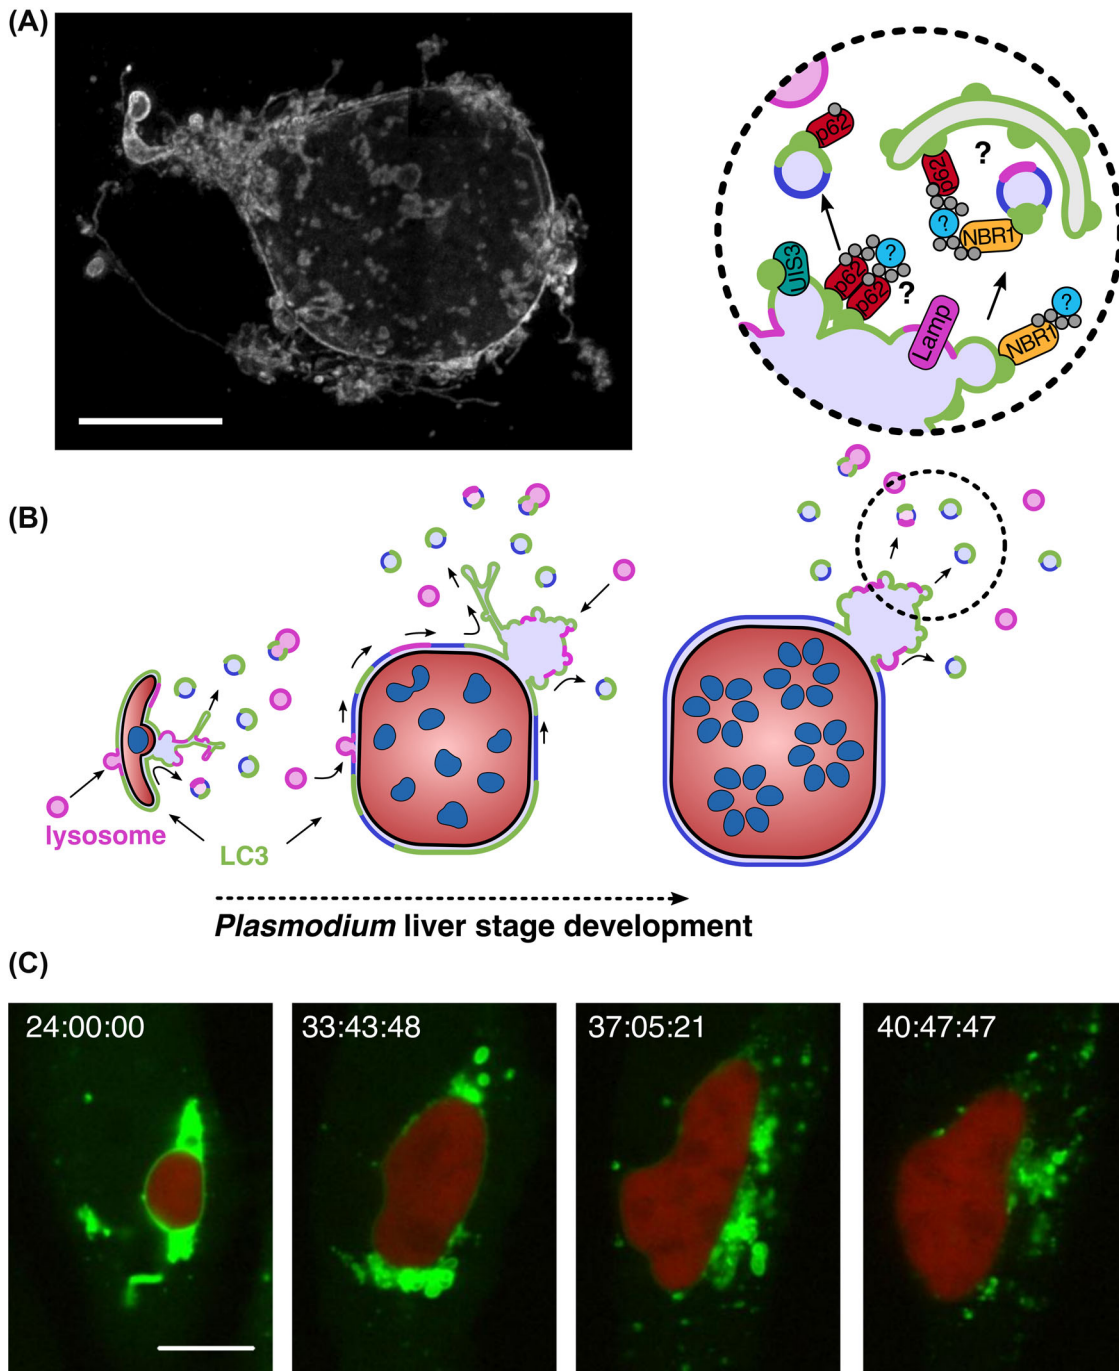 (A)
p62
?
p62
?
NBR1
UIS3
p62
p62
?
?
Lamp
NBR1
?
(B)
lysosome
LC3
Plasmodium liver stage development
(C)
24:00:00
33:43:48
37:05:21
40:47:47